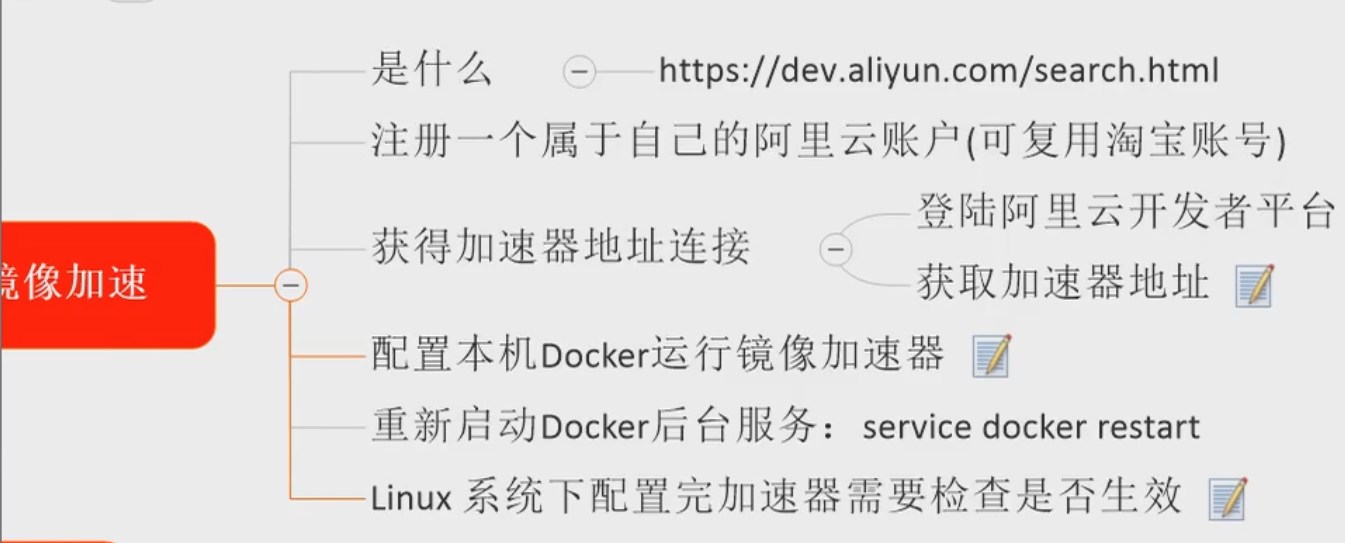 是什么
https://dev.aliyun.com/search.html
注册一个属于自己的阿里云账户(可复用淘宝账号)
登陆阿里云开发者平台
获得加速器地址连接
获取加速器地址
镜像加速
配置本机Docker运行镜像加速器
重新启动Docker后台服务：service docker restart
Linux 系统下配置完加速器需要检查是否生效